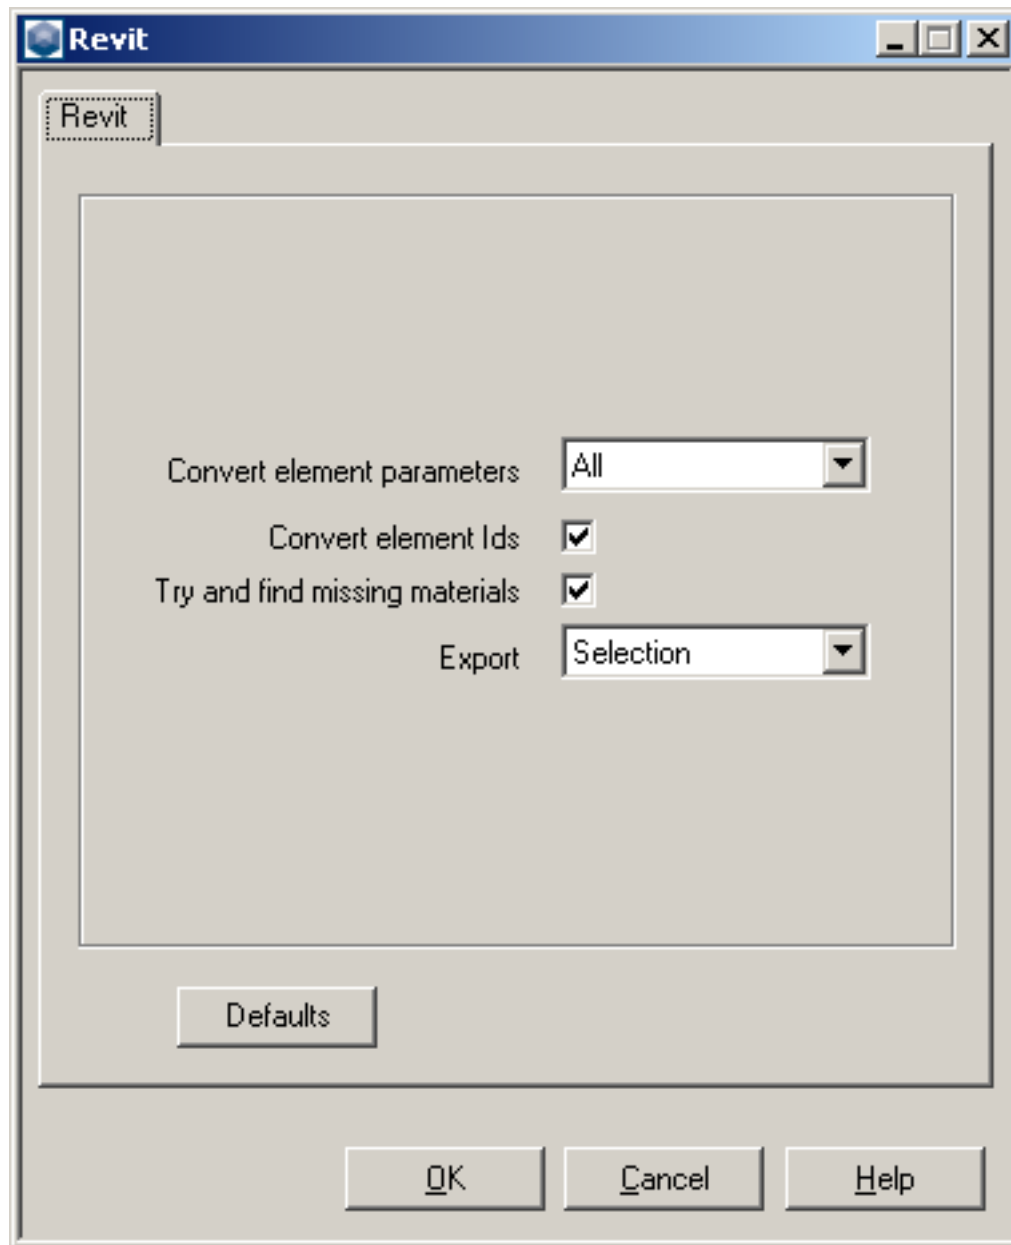 Revit
Revit
Convert element parameters All
Convert element Ids
Try and find missing materials
Export Selection
Defaults
OK Cancel Help